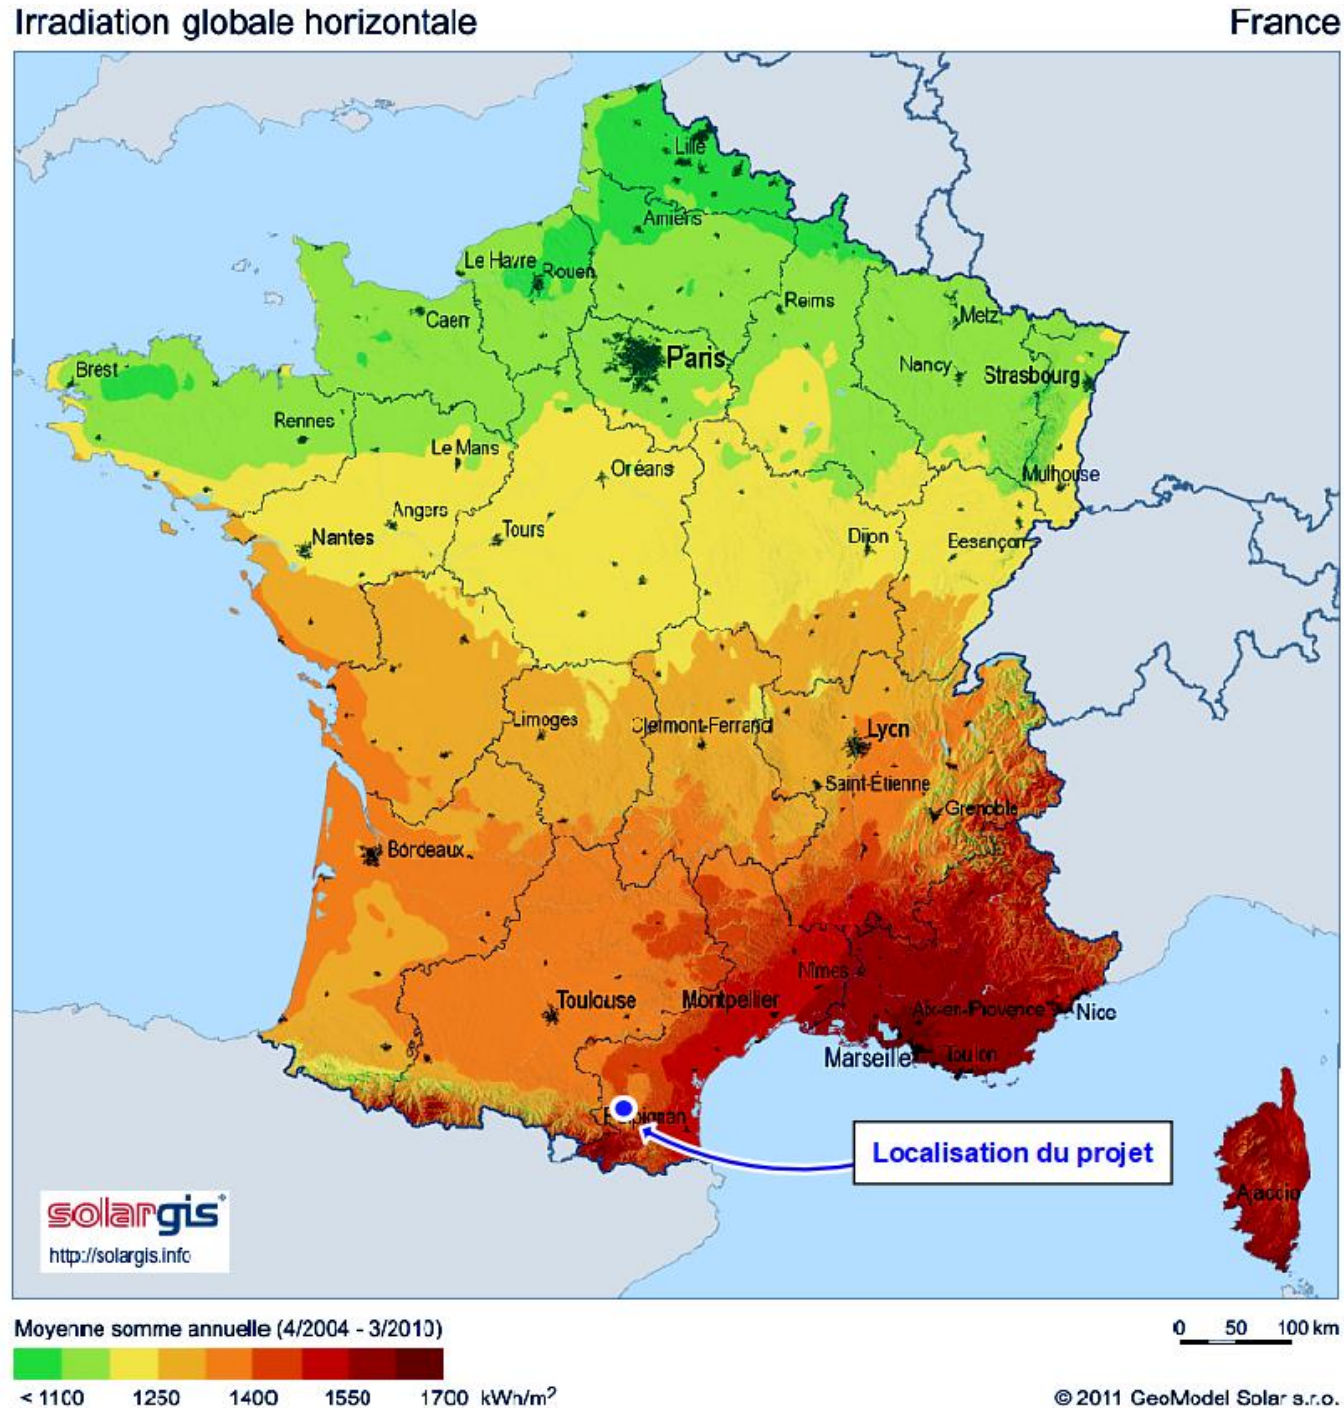 Irradiation globale horizontale
France
Lille
Amiens
Le Havre
Rouen
Reims
Metz
Caen
Paris
Nancy
Strasbourg
Brest
Rennes
Le Mans
Oréans
Mulhouse
Angers
Tours
Nantes
Dijon
Besançon
Limoges
Clermont-Ferrand
Lycn
Saint-Étienne
Grenoble
Bordeaux
Nîmes
Toulouse
Montpellier
Aix-en-Provence
Nice
Marseille
Toulon
Localisation du projet
Ajaccio
solargis
http://solargis.info
Moyenne somme annuelle (4/2004 - 3/2010)
0 50 100 km
< 1100 1250 1400 1550 1700 kWh/m²
© 2011 GeoModel Solar s.r.o.